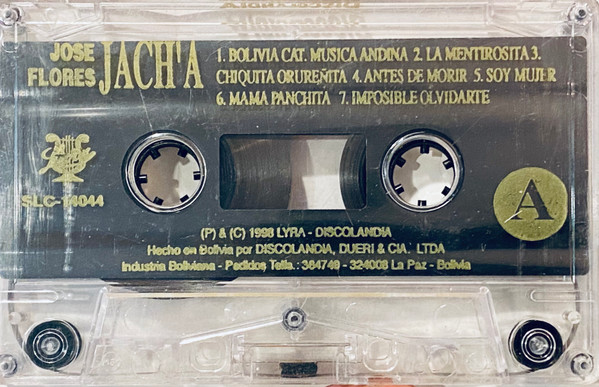 JOSE FLORES JACH'A
1. BOLIVIA CAT. MUSICA ANDINA 2. LA MENTIROSITA 3.
CHIQUITA ORUREÑITA 4. ANTES DE MORIR 5. SOY MUJER
6. MAMA PANCHITA 7. IMPOSIBLE OLVIDARTE
SLC-14044
A
(P) & (C) 1998 LYRA - DISCOLANDIA
Hecho en Bolivia por DISCOLANDIA, DUERI & CIA. LTDA
Industria Boliviana - Pedidos Telfs.: 364749 - 324008 La Paz - Bolivia